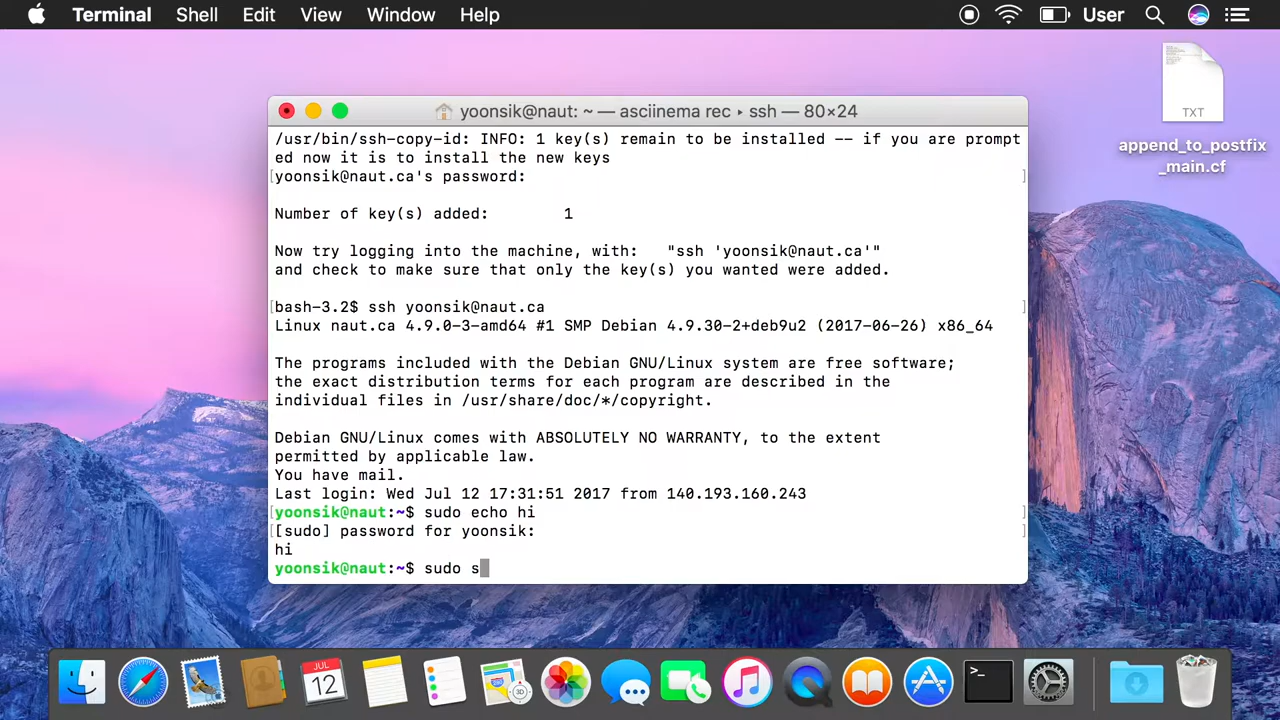 Terminal Shell Edit View Window Help User
TXT
append_to_postfix
_main.cf
yoonsik@naut: ~ — asciinema rec ▸ ssh — 80×24
/usr/bin/ssh-copy-id: INFO: 1 key(s) remain to be installed -- if you are prompt
ed now it is to install the new keys
[yoonsik@naut.ca's password: ]
Number of key(s) added:        1
Now try logging into the machine, with:   "ssh 'yoonsik@naut.ca'"
and check to make sure that only the key(s) you wanted were added.
[bash-3.2$ ssh yoonsik@naut.ca ]
Linux naut.ca 4.9.0-3-amd64 #1 SMP Debian 4.9.30-2+deb9u2 (2017-06-26) x86_64
The programs included with the Debian GNU/Linux system are free software;
the exact distribution terms for each program are described in the
individual files in /usr/share/doc/*/copyright.
Debian GNU/Linux comes with ABSOLUTELY NO WARRANTY, to the extent
permitted by applicable law.
You have mail.
Last login: Wed Jul 12 17:31:51 2017 from 140.193.160.243
[yoonsik@naut:~$ sudo echo hi ]
[[sudo] password for yoonsik: ]
hi
yoonsik@naut:~$ sudo s
JUL
12
3D
>_